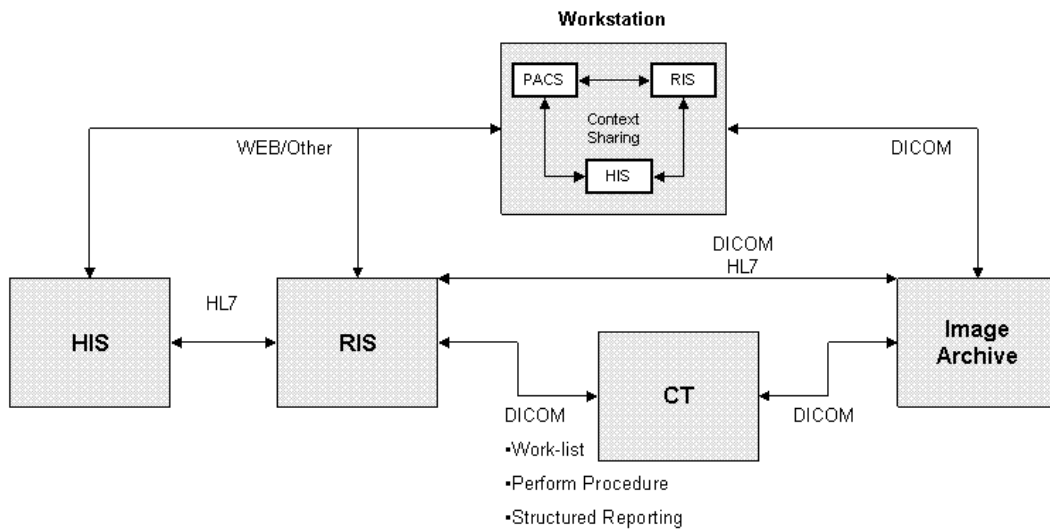 Workstation
PACS
RIS
Context
Sharing
HIS
WEB/Other
DICOM
DICOM
HL7
HIS
HL7
RIS
CT
Image
Archive
DICOM
▪Work-list
▪Perform Procedure
▪Structured Reporting
DICOM